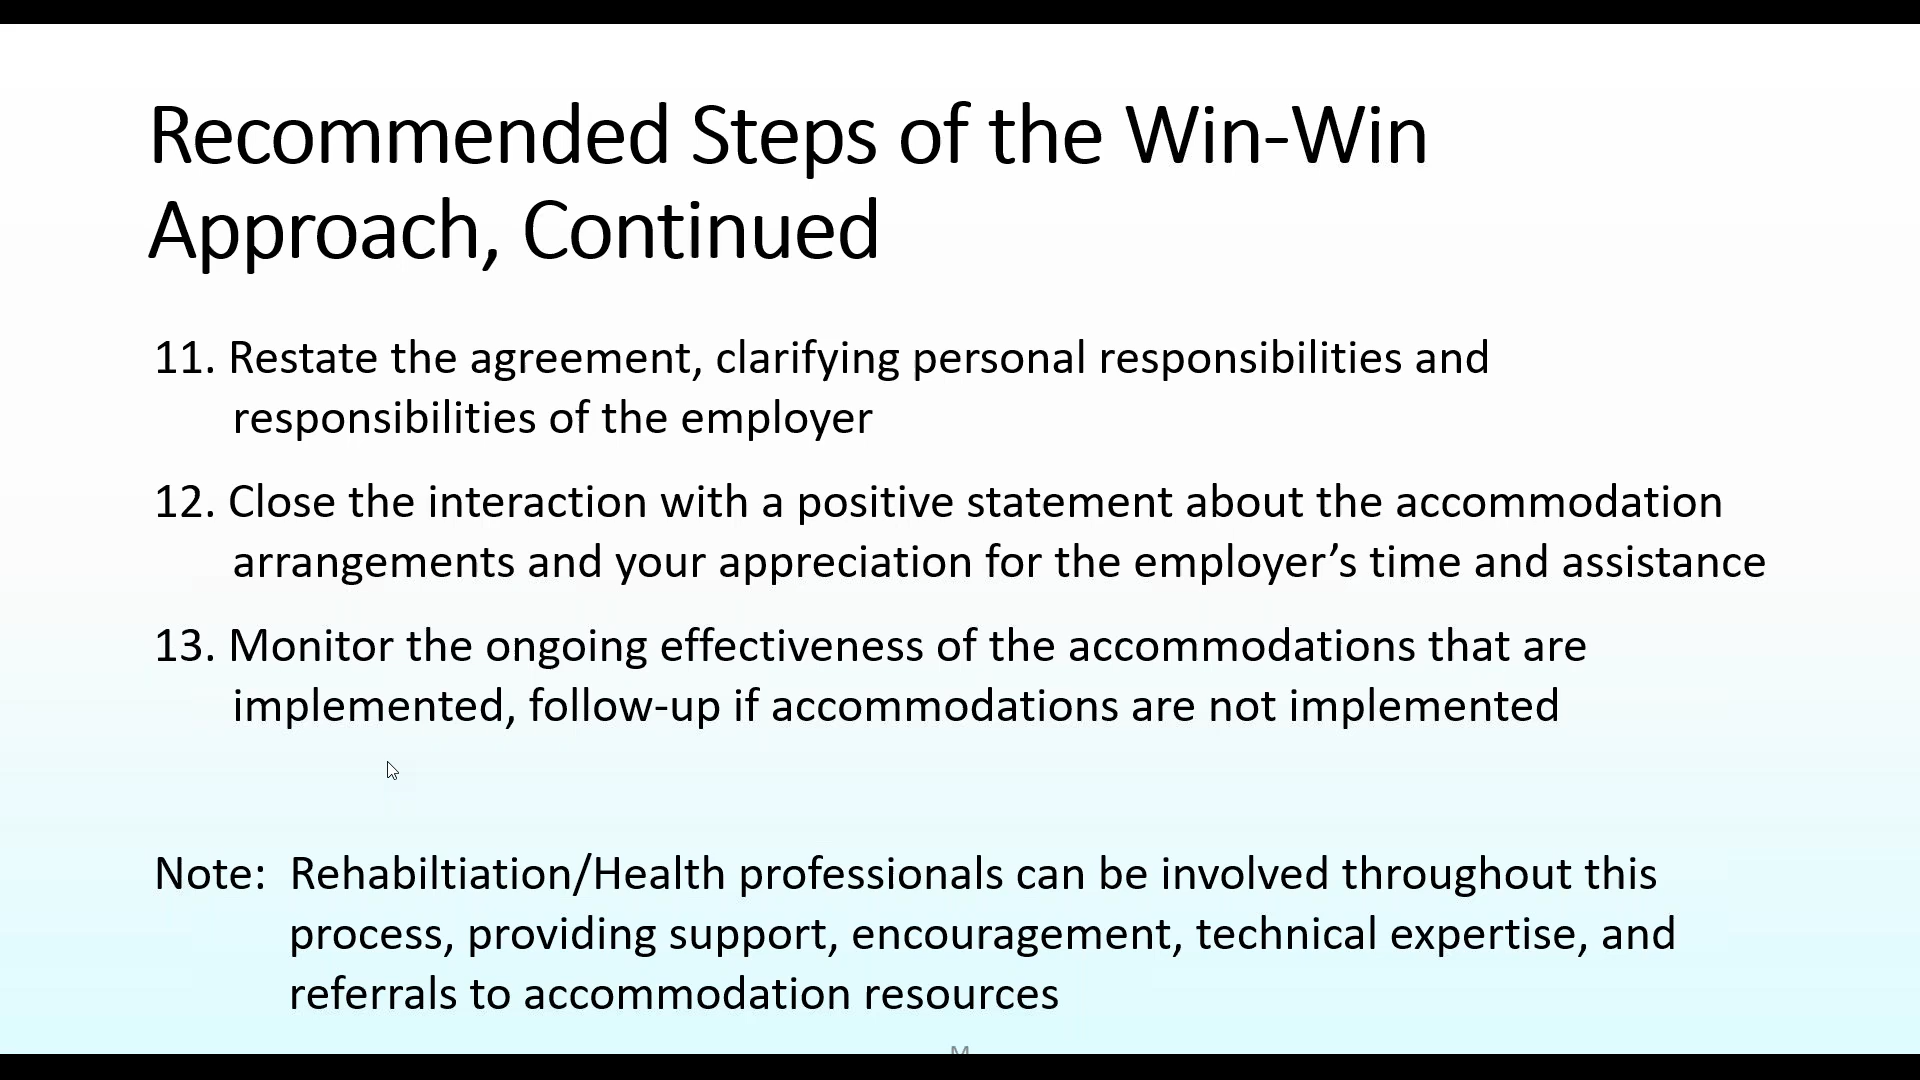 Recommended Steps of the Win-Win
Approach, Continued
11. Restate the agreement, clarifying personal responsibilities and
responsibilities of the employer
12. Close the interaction with a positive statement about the accommodation
arrangements and your appreciation for the employer’s time and assistance
13. Monitor the ongoing effectiveness of the accommodations that are
implemented, follow-up if accommodations are not implemented
Note: Rehabiltiation/Health professionals can be involved throughout this
process, providing support, encouragement, technical expertise, and
referrals to accommodation resources